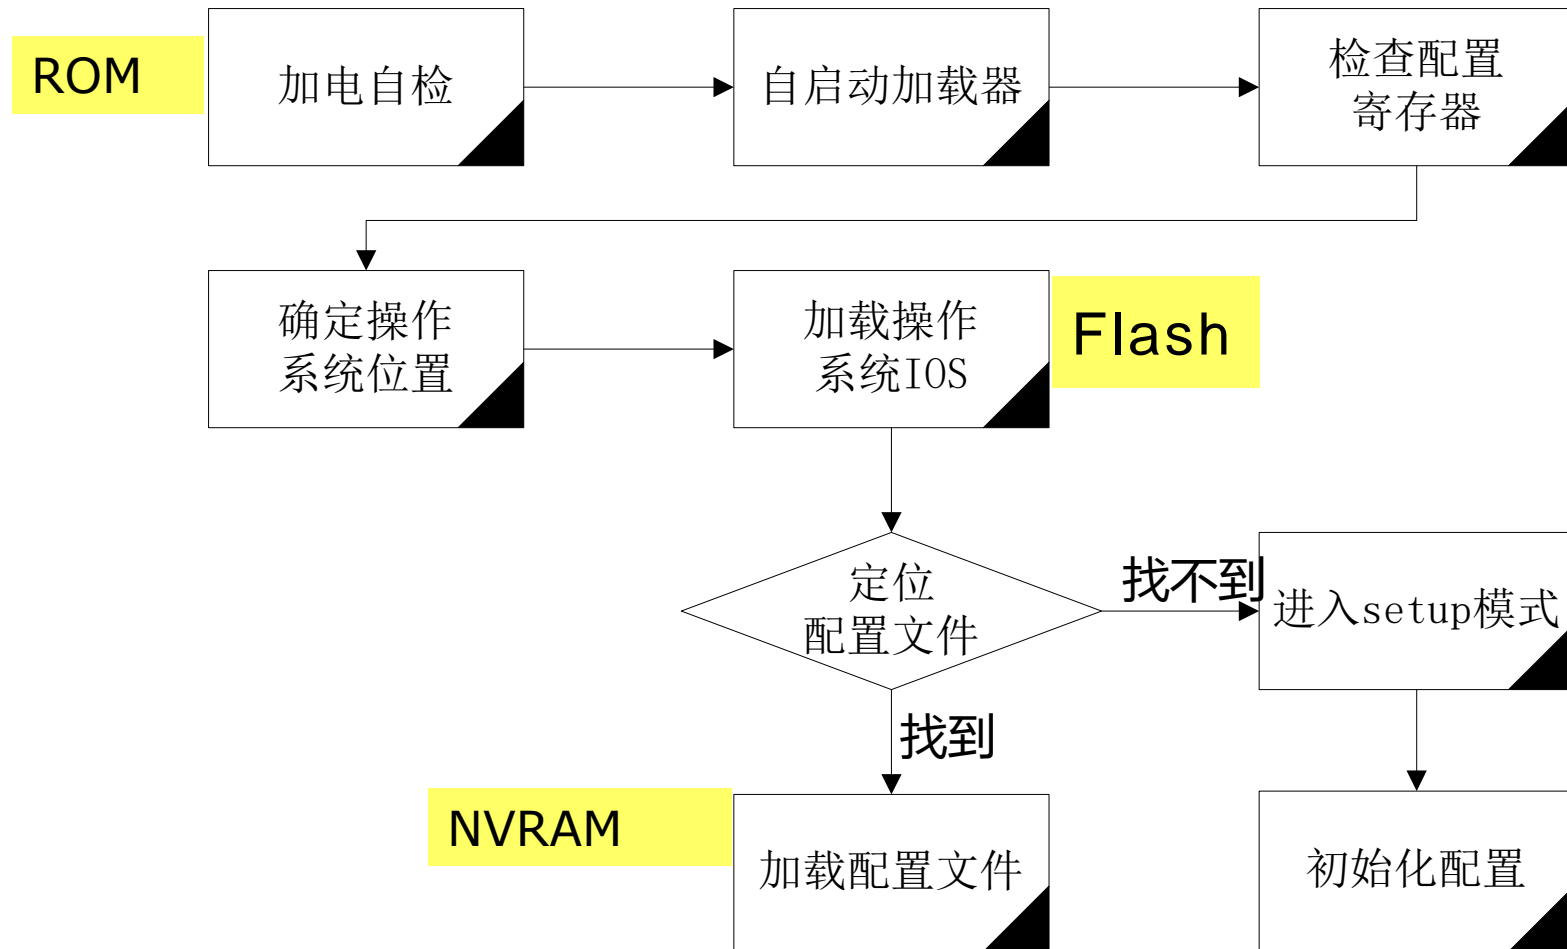 ROM
加电自检
自启动加载器
检查配置
寄存器
确定操作
系统位置
加载操作
系统IOS
Flash
定位
配置文件
找不到
进入setup模式
找到
NVRAM
加载配置文件
初始化配置